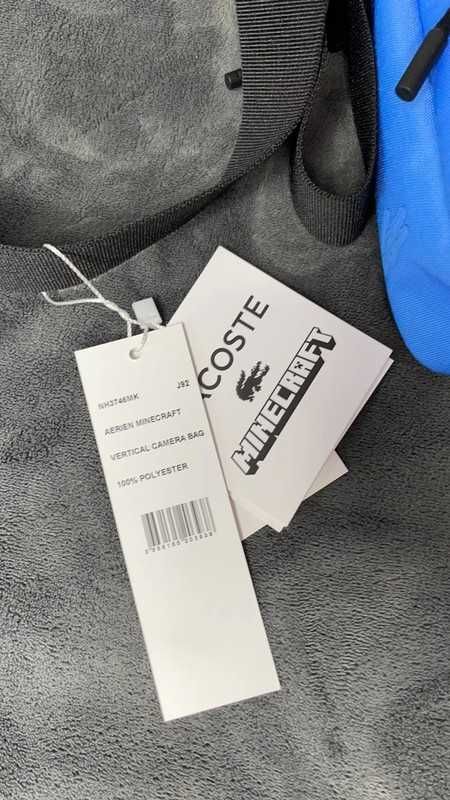 NH3746MK J92
AERIEN MINECRAFT
VERTICAL CAMERA BAG
100% POLYESTER
ACOSTE
MINECRAFT